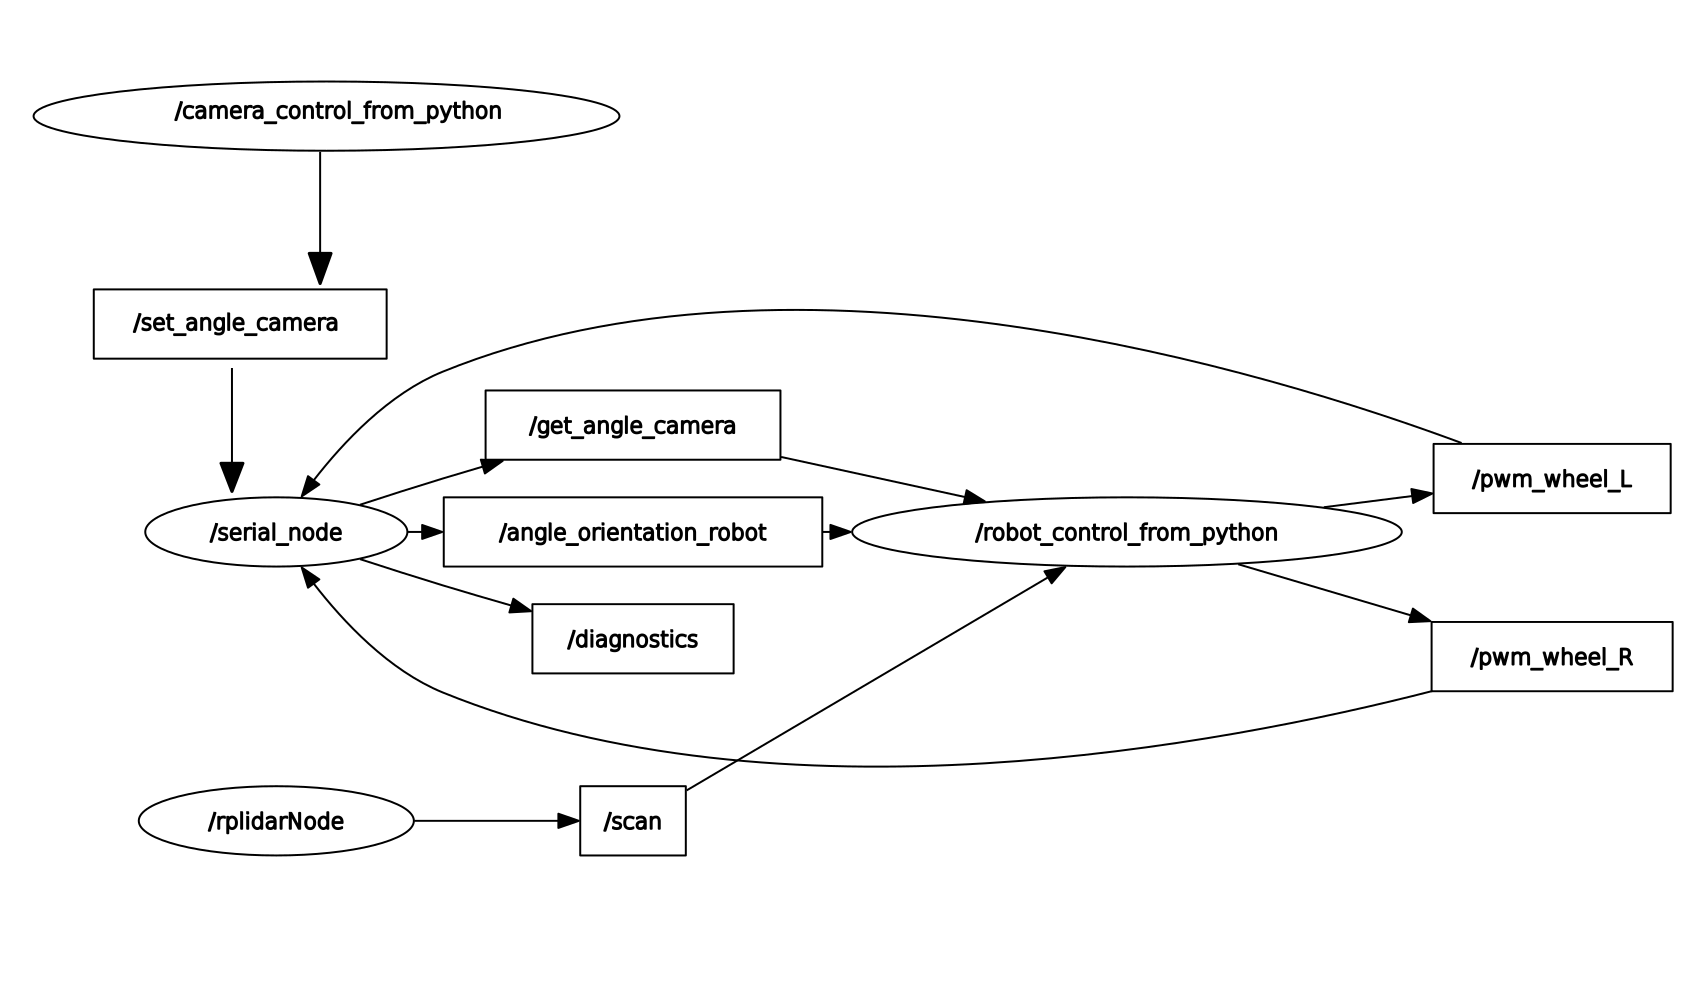 /camera_control_from_python
/set_angle_camera
/get_angle_camera
/pwm_wheel_L
/serial_node
/angle_orientation_robot
/robot_control_from_python
/diagnostics
/pwm_wheel_R
/rplidarNode
/scan